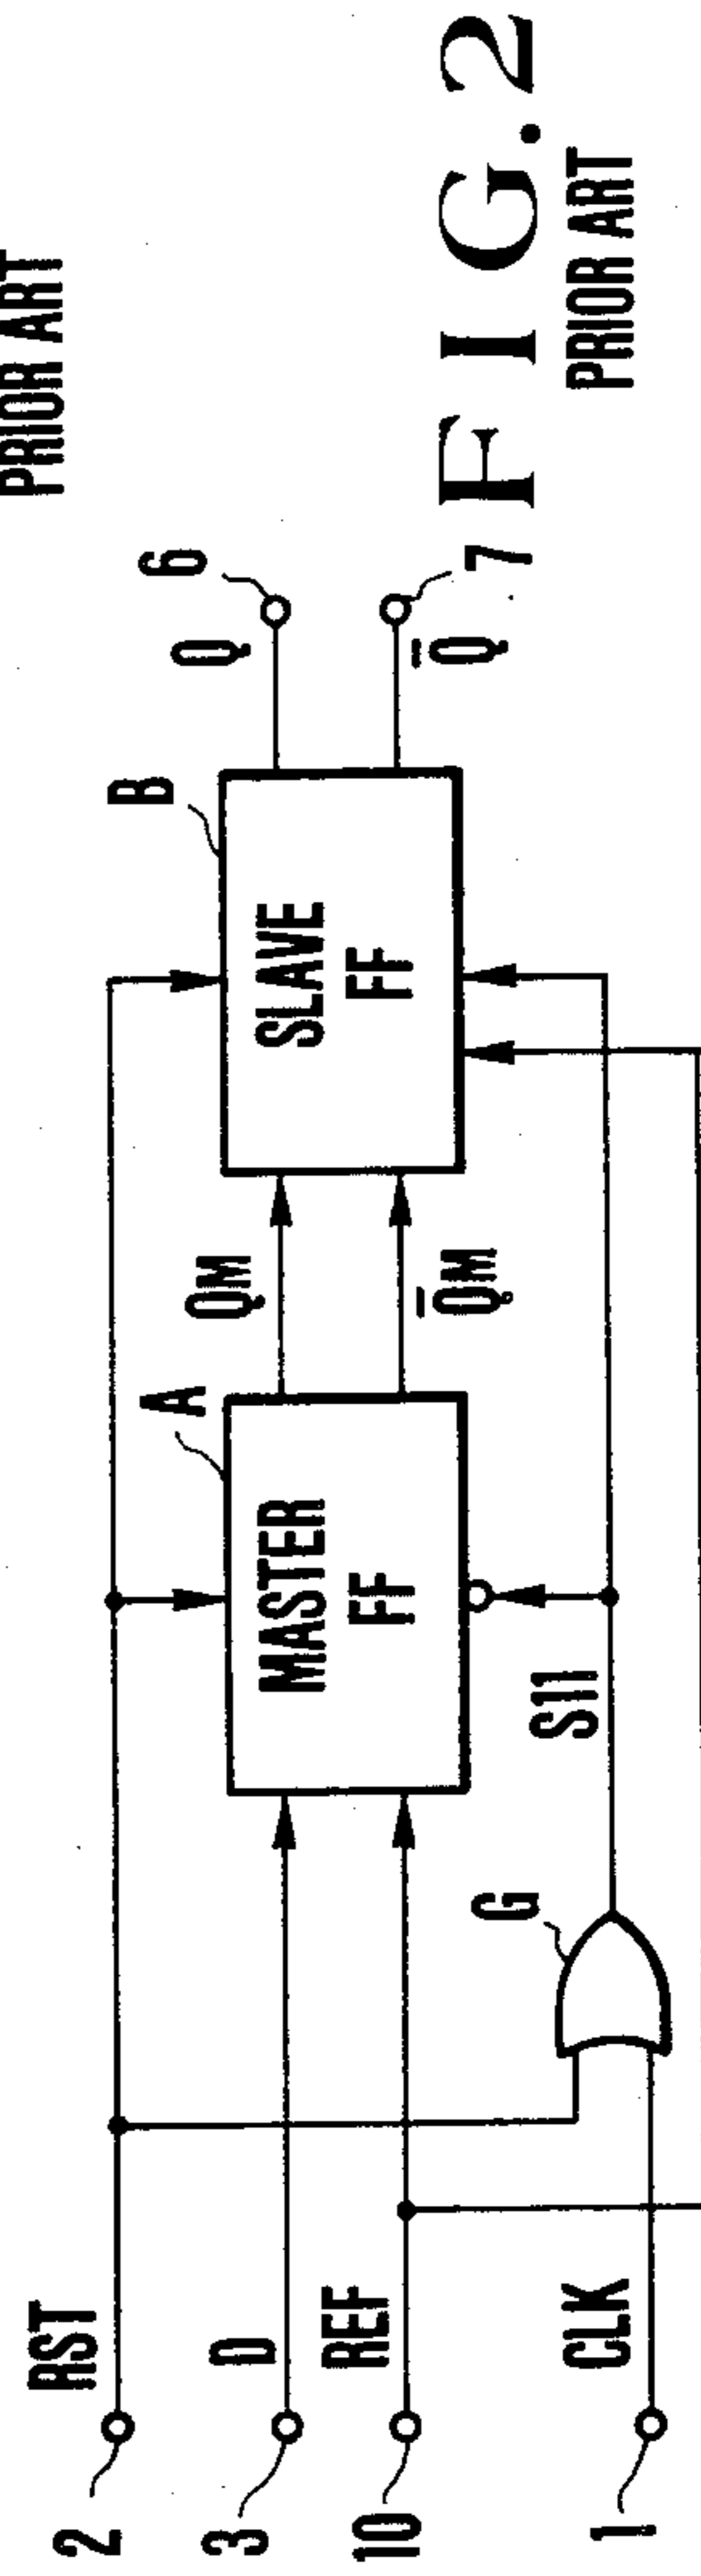 PRIOR ART
2
RST
3
D
10
REF
1
CLK
G
S11
A
MASTER
FF
QM
Q̅M
B
SLAVE
FF
Q
6
Q̅
7
FIG.2
PRIOR ART